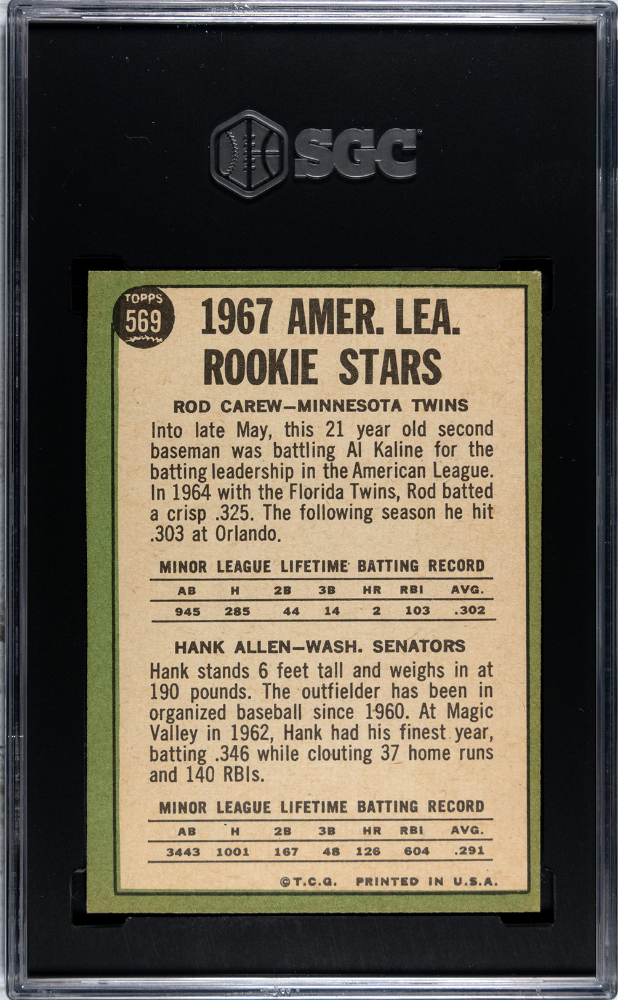 SGC
TOPPS
569
1967 AMER. LEA.
ROOKIE STARS
ROD CAREW—MINNESOTA TWINS
Into late May, this 21 year old second
baseman was battling Al Kaline for the
batting leadership in the American League.
In 1964 with the Florida Twins, Rod batted
a crisp .325. The following season he hit
.303 at Orlando.
MINOR LEAGUE LIFETIME BATTING RECORD
AB H 2B 3B HR RBI AVG.
945 285 44 14 2 103 .302
HANK ALLEN—WASH. SENATORS
Hank stands 6 feet tall and weighs in at
190 pounds. The outfielder has been in
organized baseball since 1960. At Magic
Valley in 1962, Hank had his finest year,
batting .346 while clouting 37 home runs
and 140 RBIs.
MINOR LEAGUE LIFETIME BATTING RECORD
AB H 2B 3B HR RBI AVG.
3443 1001 167 48 126 604 .291
©T.C.G. PRINTED IN U.S.A.